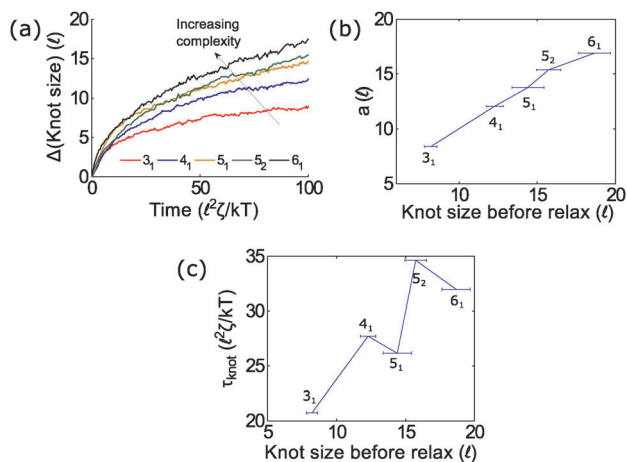 (a)
Δ(Knot size) (ℓ)
20
15
10
5
0
Increasing
complexity
3₁ 4₁ 5₁ 5₂ 6₁
0 50 100
Time (ℓ²ζ/kT)
(b)
a (ℓ)
20
15
10
5
3₁
4₁
5₁
5₂
6₁
10 15 20
Knot size before relax (ℓ)
(c)
τknot (ℓ²ζ/kT)
35
30
25
20
3₁
4₁
5₁
5₂
6₁
5 10 15 20
Knot size before relax (ℓ)